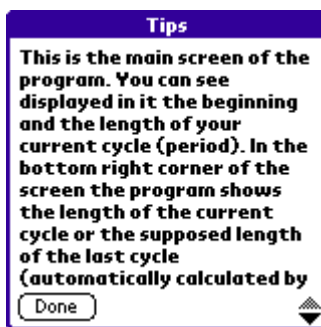 Tips
This is the main screen of the
program. You can see
displayed in it the beginning
and the length of your
current cycle (period). In the
bottom right corner of the
screen the program shows
the length of the current
cycle or the supposed length
of the last cycle
(automatically calculated by
Done